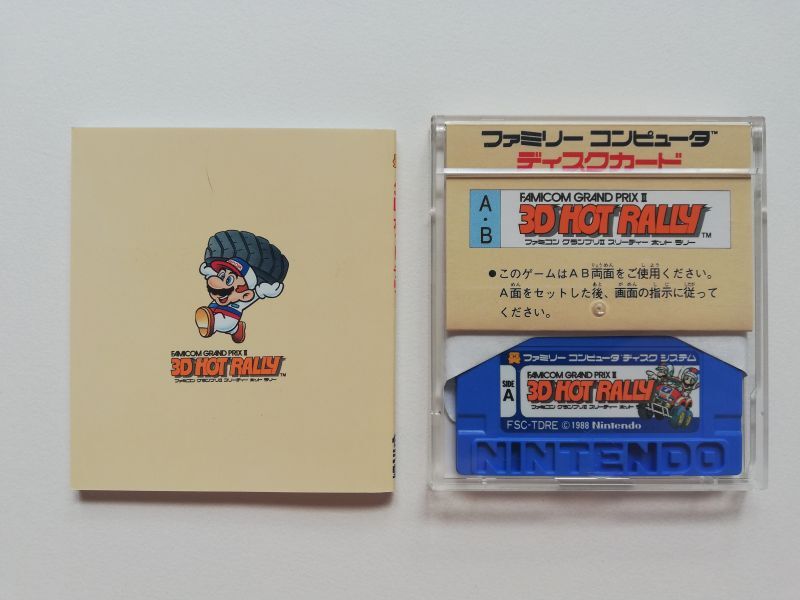 FAMICOM GRAND PRIX II
3D HOT RALLY™
ファミコン グランプリII スリーディー ホット ラリー
ファミリー コンピュータ™
ディスクカード
A・B
FAMICOM GRAND PRIX II
3D HOT RALLY™
ファミコン グランプリII スリーディー ホット ラリー
●このゲームはAB両面をご使用ください。
A面をセットした後、画面の指示に従って
ください。
ファミリー コンピュータ ディスク システム
SIDE A
FAMICOM GRAND PRIX II
3D HOT RALLY
ファミコン グランプリII スリーディー ホット ラリー
FSC-TDRE ©1988 Nintendo
NINTENDO